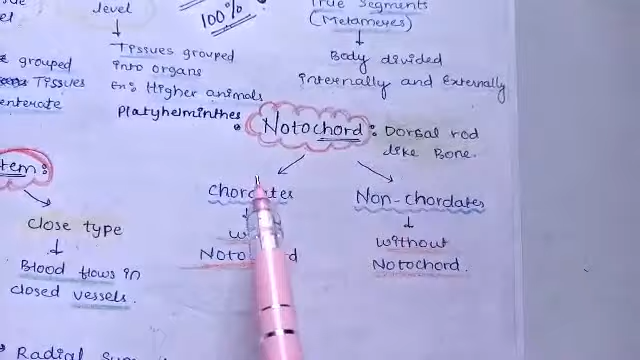 level
100%
True Segments
(Metameres)
Tissues grouped
into organs
En: Higher animals
Platyhelminthes
Body divided
internally and Externally
grouped
Tissues
enterate
Notochord: Dorsal rod
like Bone.
tem:
Chordates
Non-chordates
close type
Blood flows in
closed vessels.
Noto d
without
Notochord.
Radial